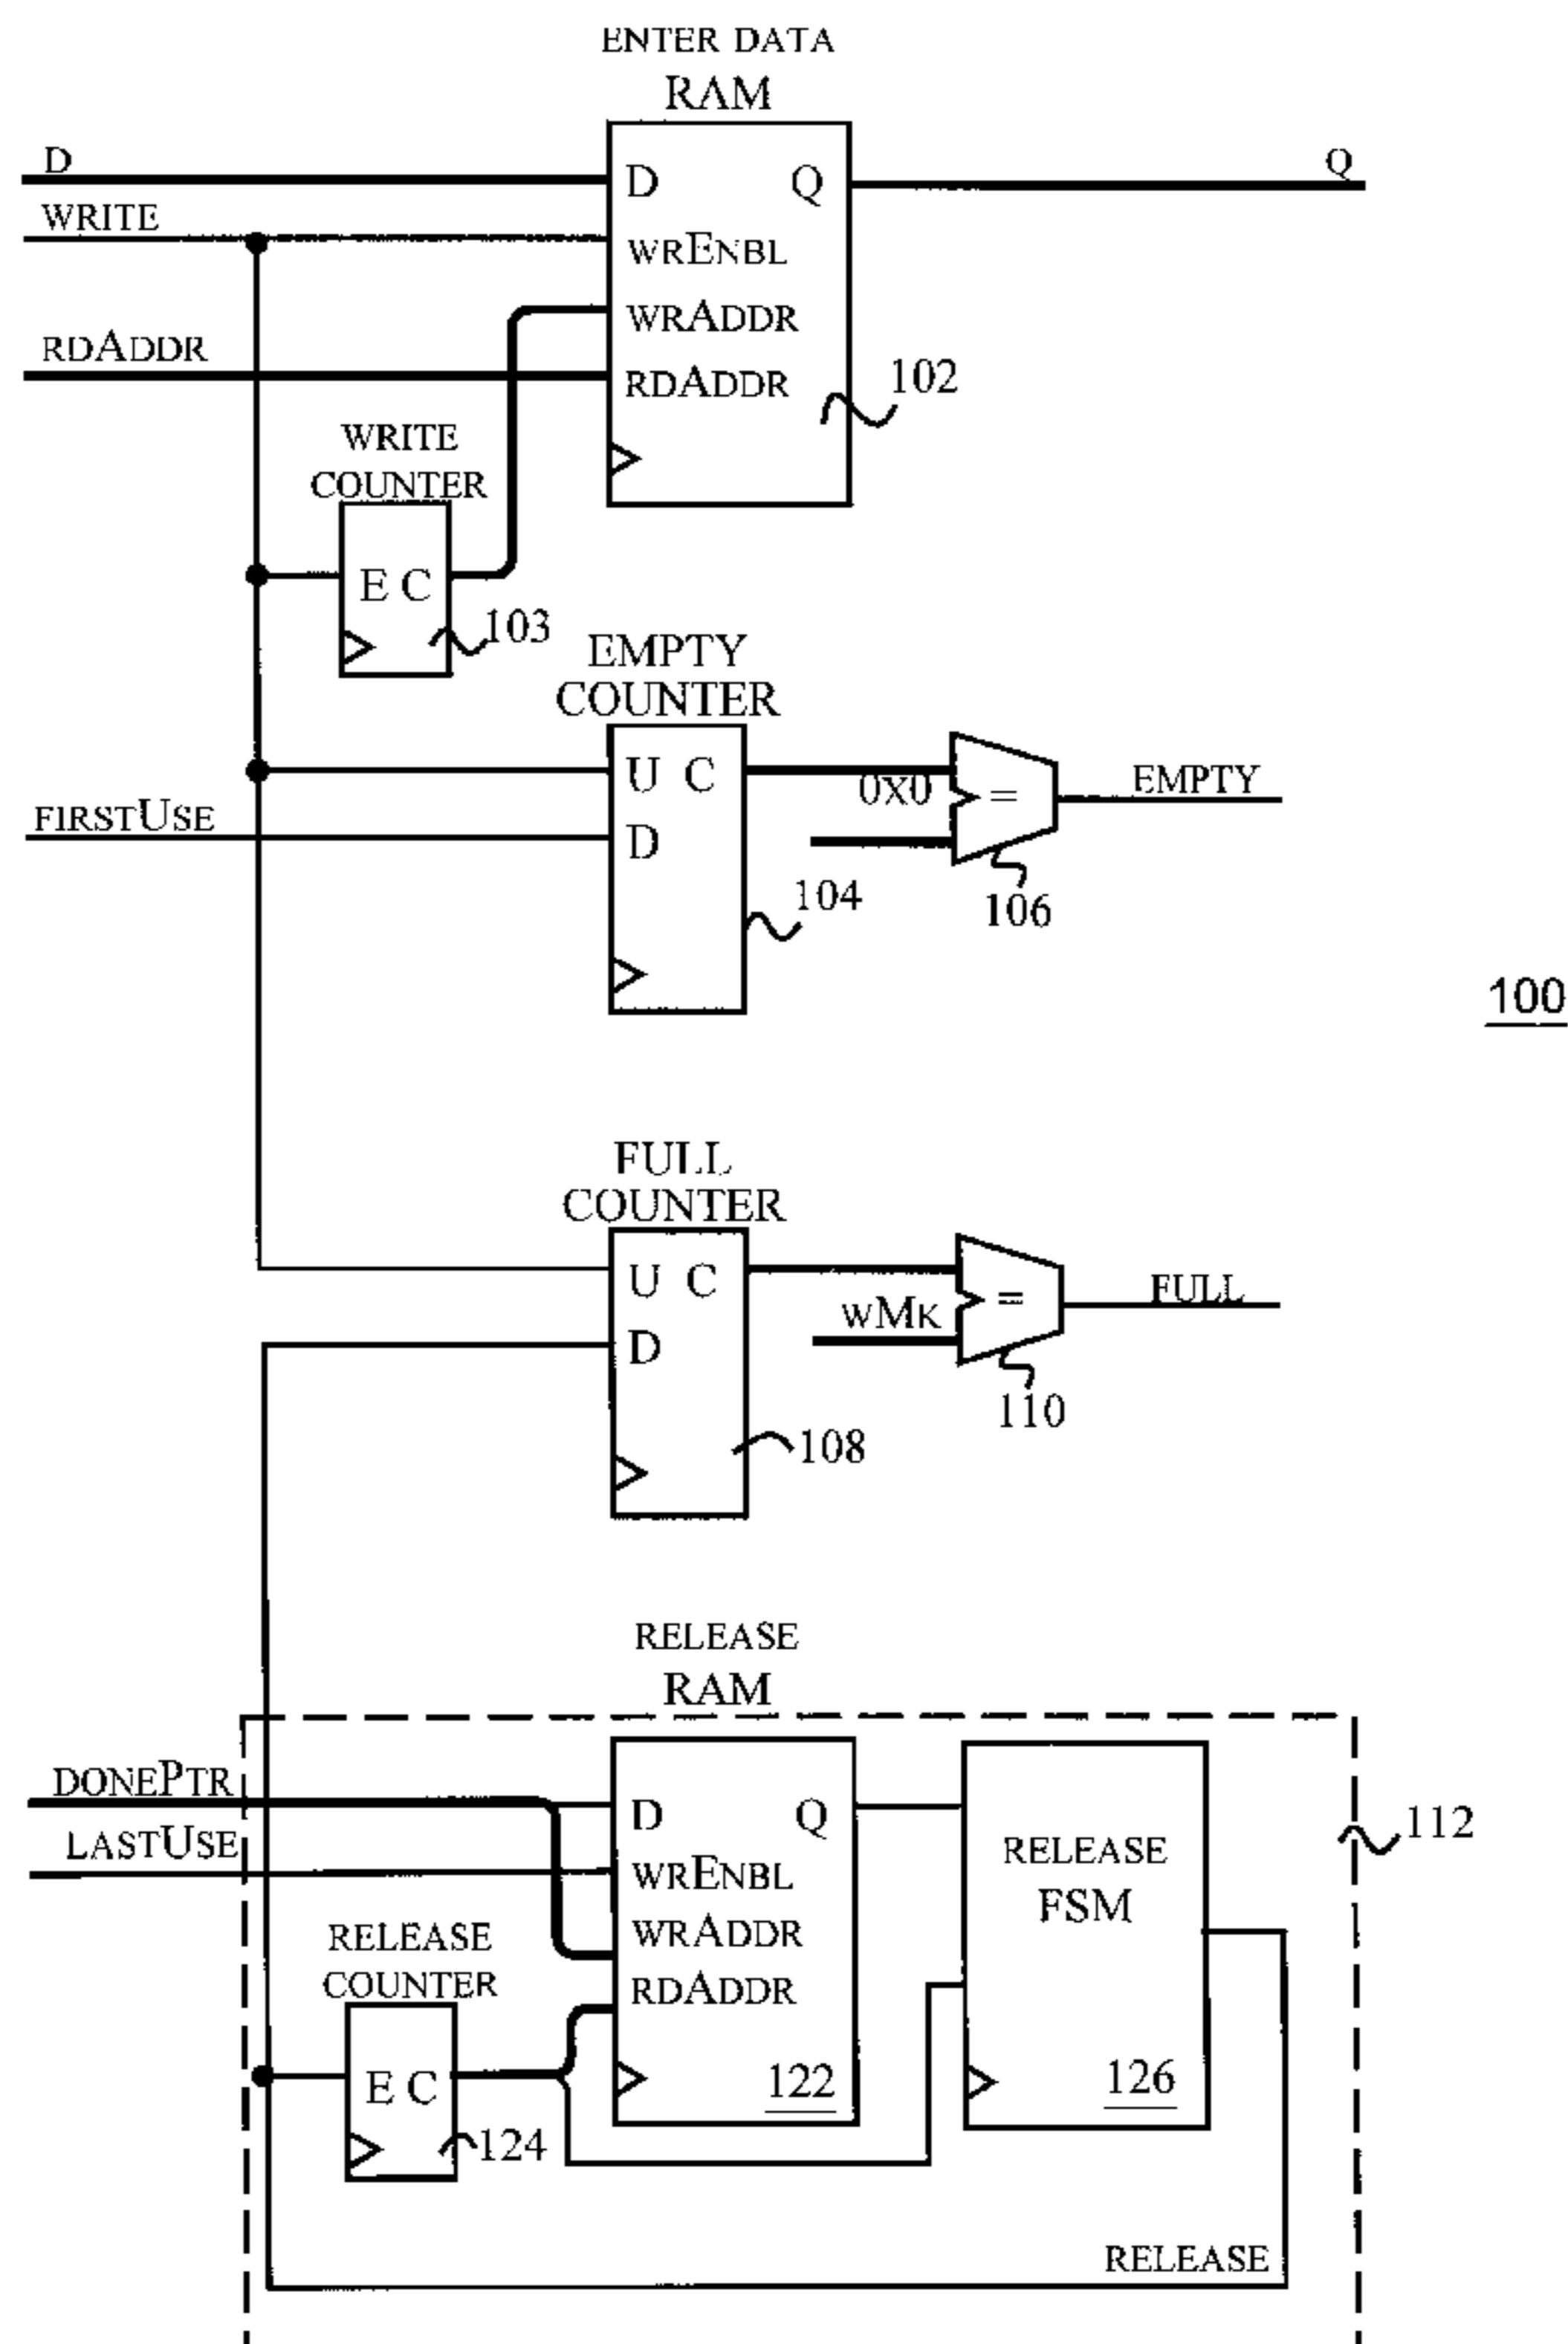 ENTER DATA
RAM
D
D Q
Q
WRITE
WRENBL
WRADDR
RDADDR
RDADDR
102
WRITE
COUNTER
E C
103
EMPTY
COUNTER
U C
0X0
=
EMPTY
FIRSTUSE
D
104
106
100
FULL
COUNTER
U C
=
FULL
WMK
D
110
108
RELEASE
RAM
DONEPTR
D Q
112
LASTUSE
WRENBL
RELEASE
FSM
WRADDR
RELEASE
COUNTER
RDADDR
E C
122
126
124
RELEASE